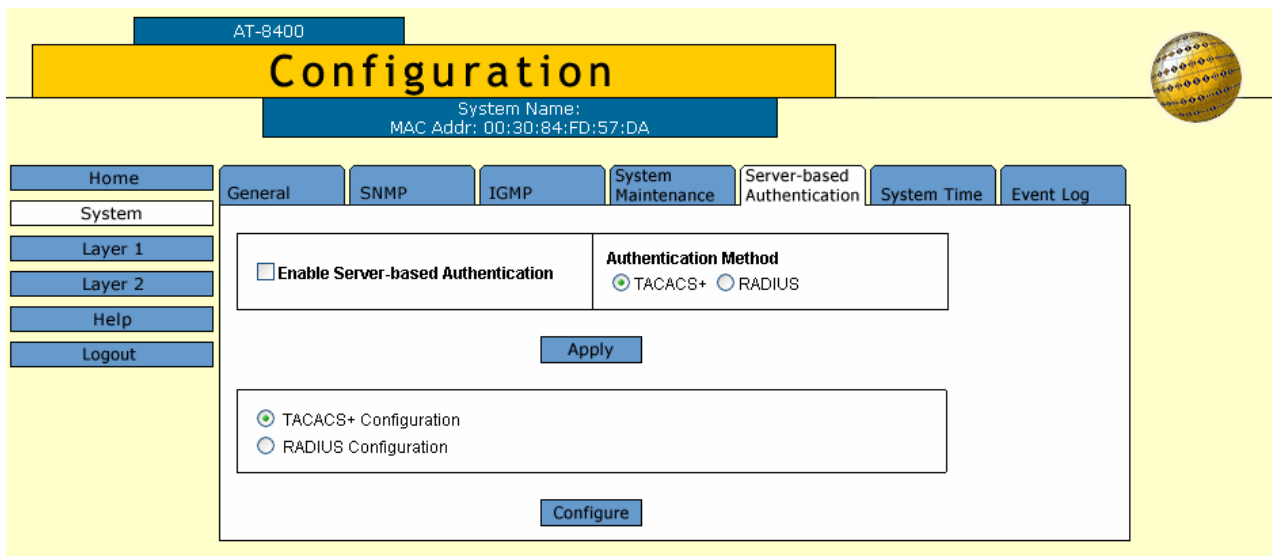 AT-8400
Configuration
System Name:
MAC Addr: 00:30:84:FD:57:DA
Home
System
Layer 1
Layer 2
Help
Logout
General
SNMP
IGMP
System
Maintenance
Server-based
Authentication
System Time
Event Log
Enable Server-based Authentication
Authentication Method
TACACS+ RADIUS
Apply
TACACS+ Configuration
RADIUS Configuration
Configure